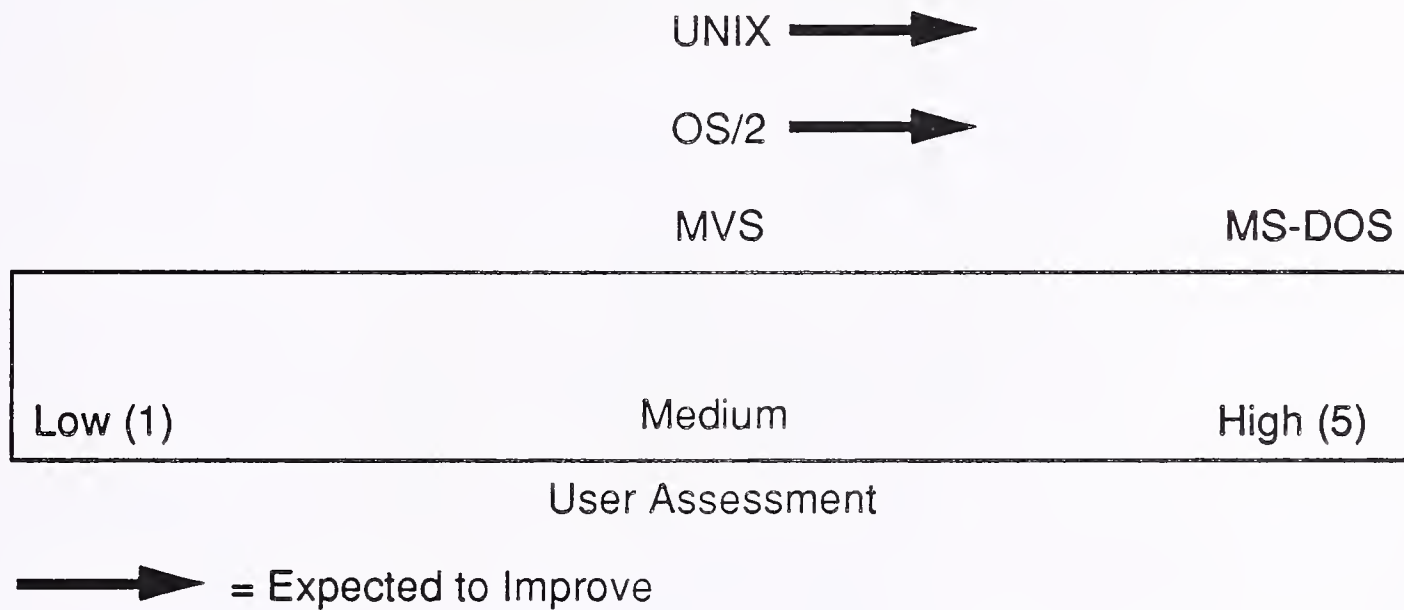 UNIX
OS/2
MVS MS-DOS
Low (1) Medium High (5)
User Assessment
= Expected to Improve